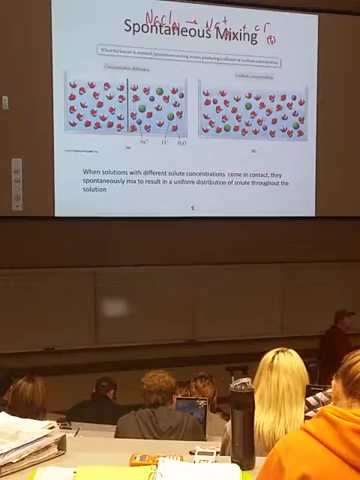 NaCl(s) → Na+ + Cl-
Spontaneous Mixing
When the barrier is removed, spontaneous mixing occurs, producing a solution of uniform concentration.
Concentration difference
Uniform concentration
Na+ Cl- H2O
(a)
(b)
When solutions with different solute concentrations come in contact, they
spontaneously mix to result in a uniform distribution of solute throughout the
solution